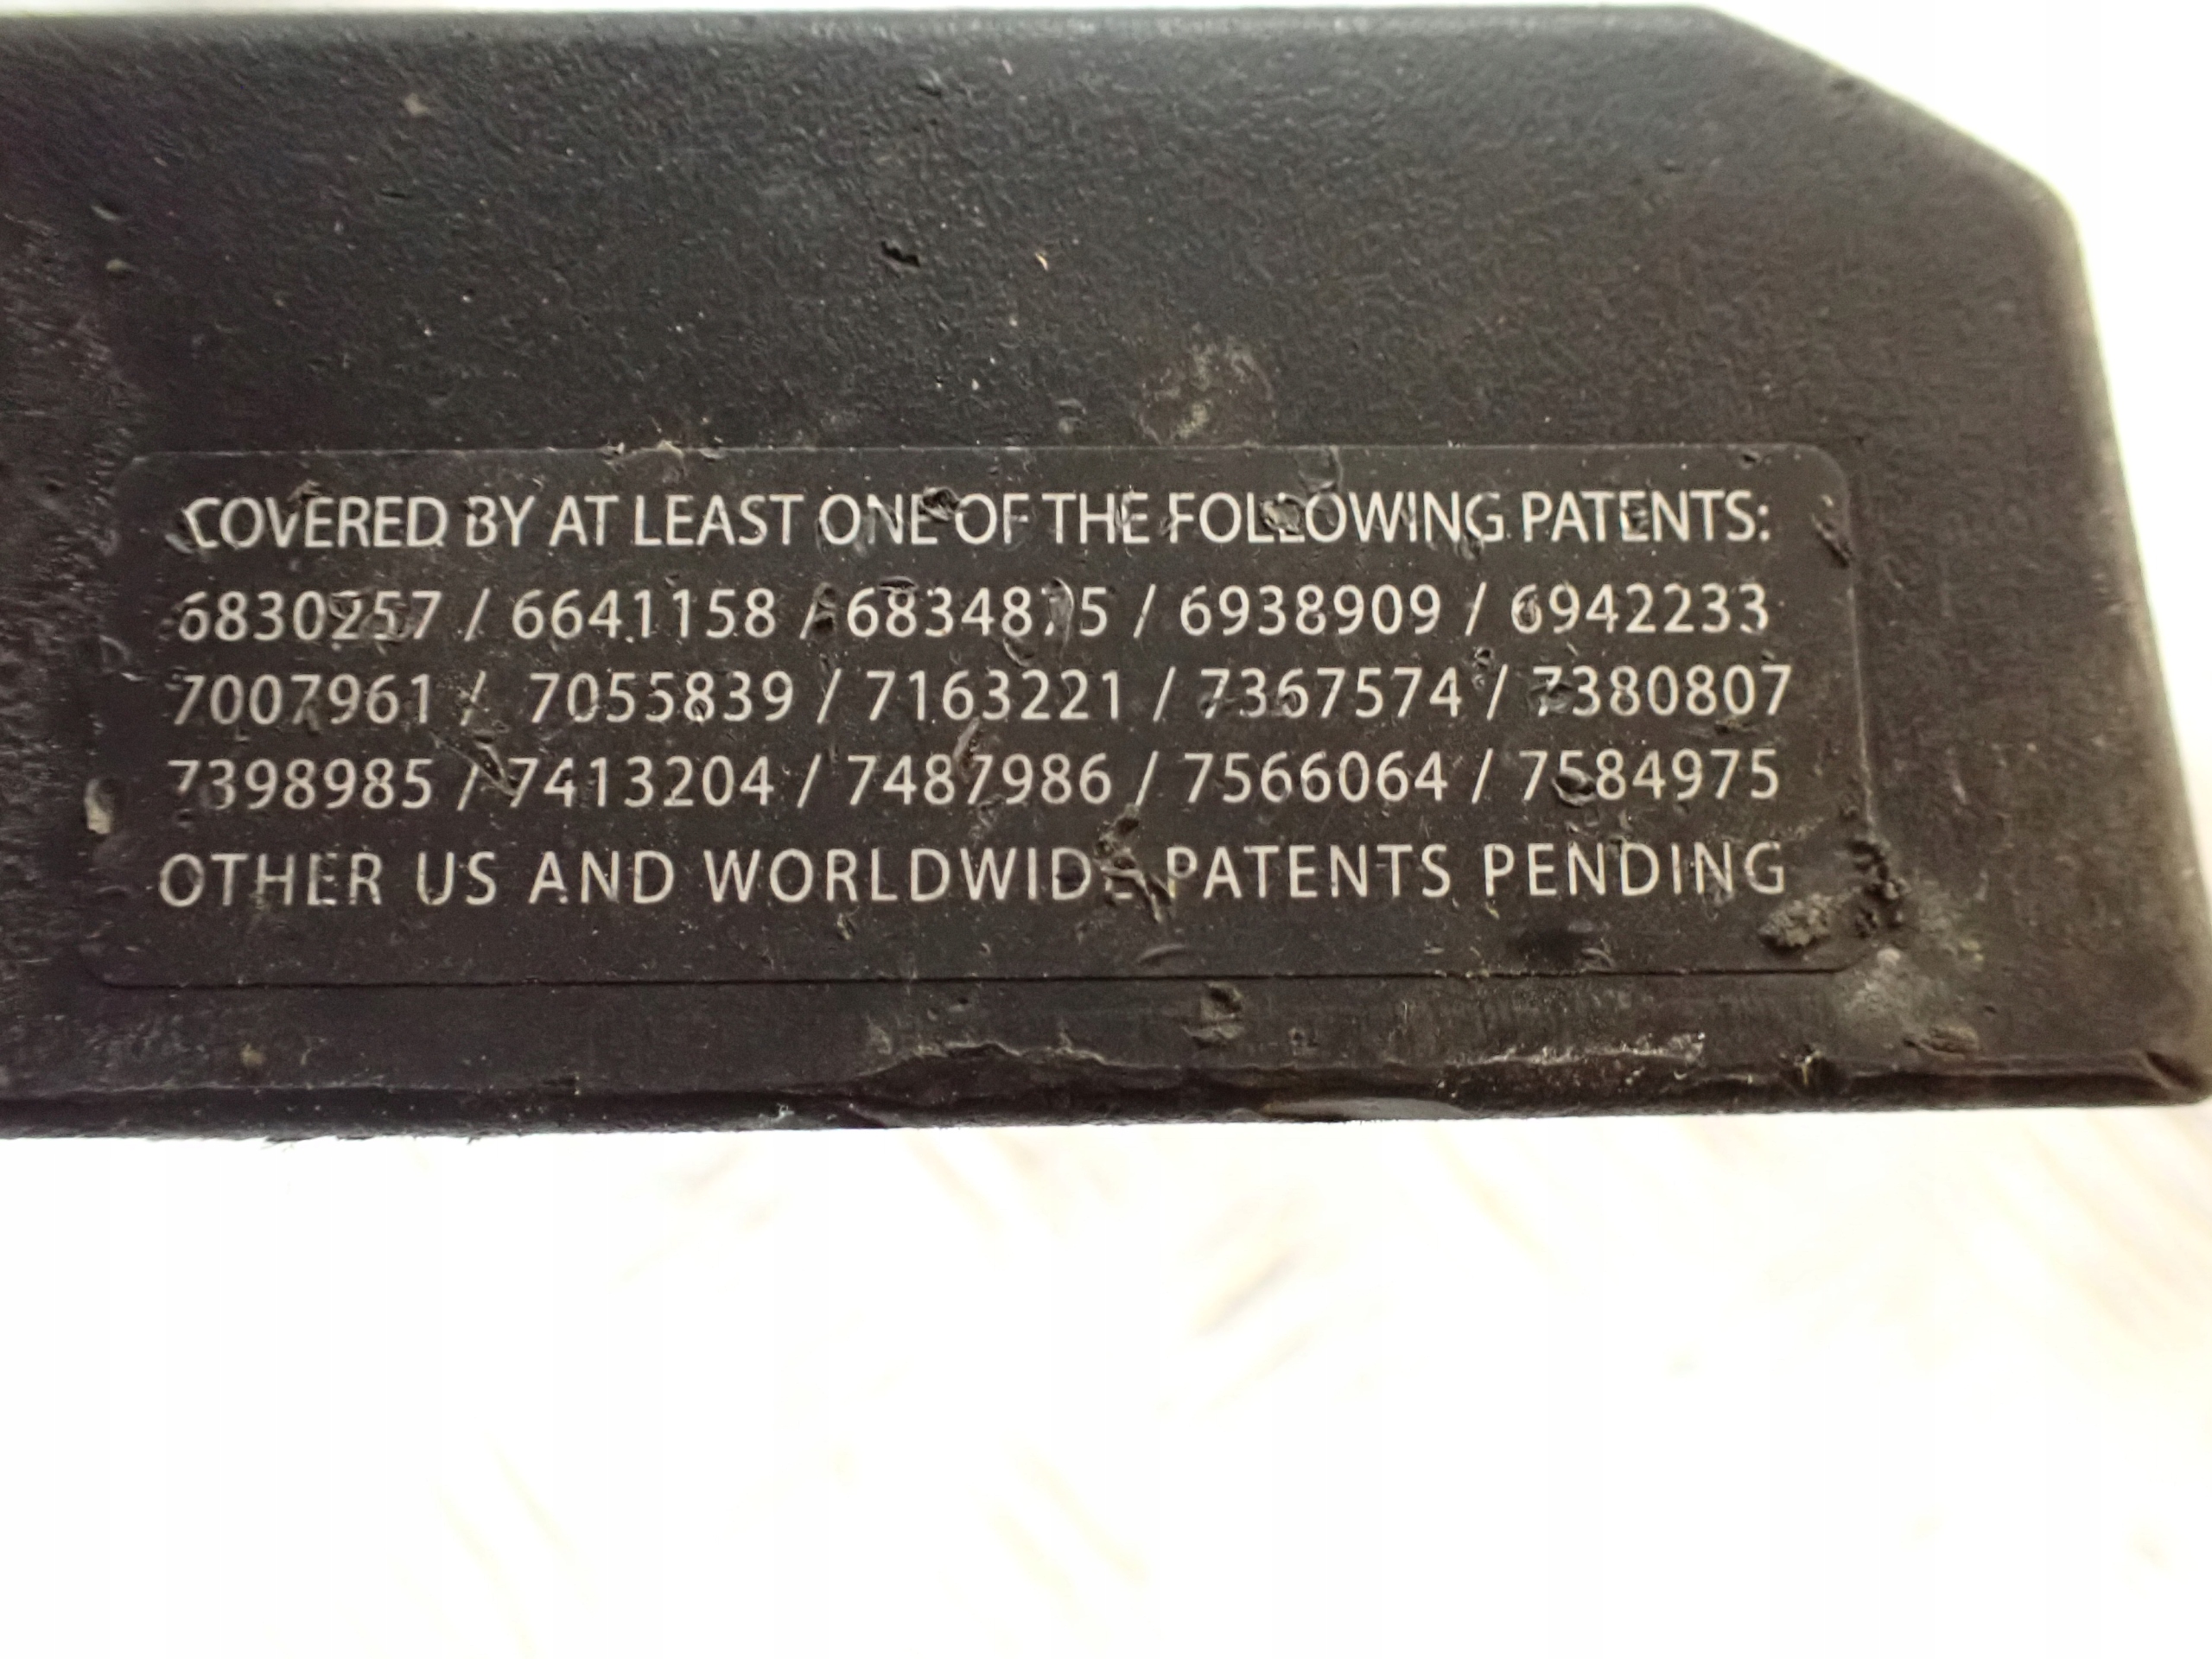 COVERED BY AT LEAST ONE OF THE FOLLOWING PATENTS:
6830257 / 6641158 / 6834875 / 6938909 / 6942233
7007961 / 7055839 / 7163221 / 7367574 / 7380807
7398985 / 7413204 / 7487986 / 7566064 / 7584975
OTHER US AND WORLDWIDE PATENTS PENDING